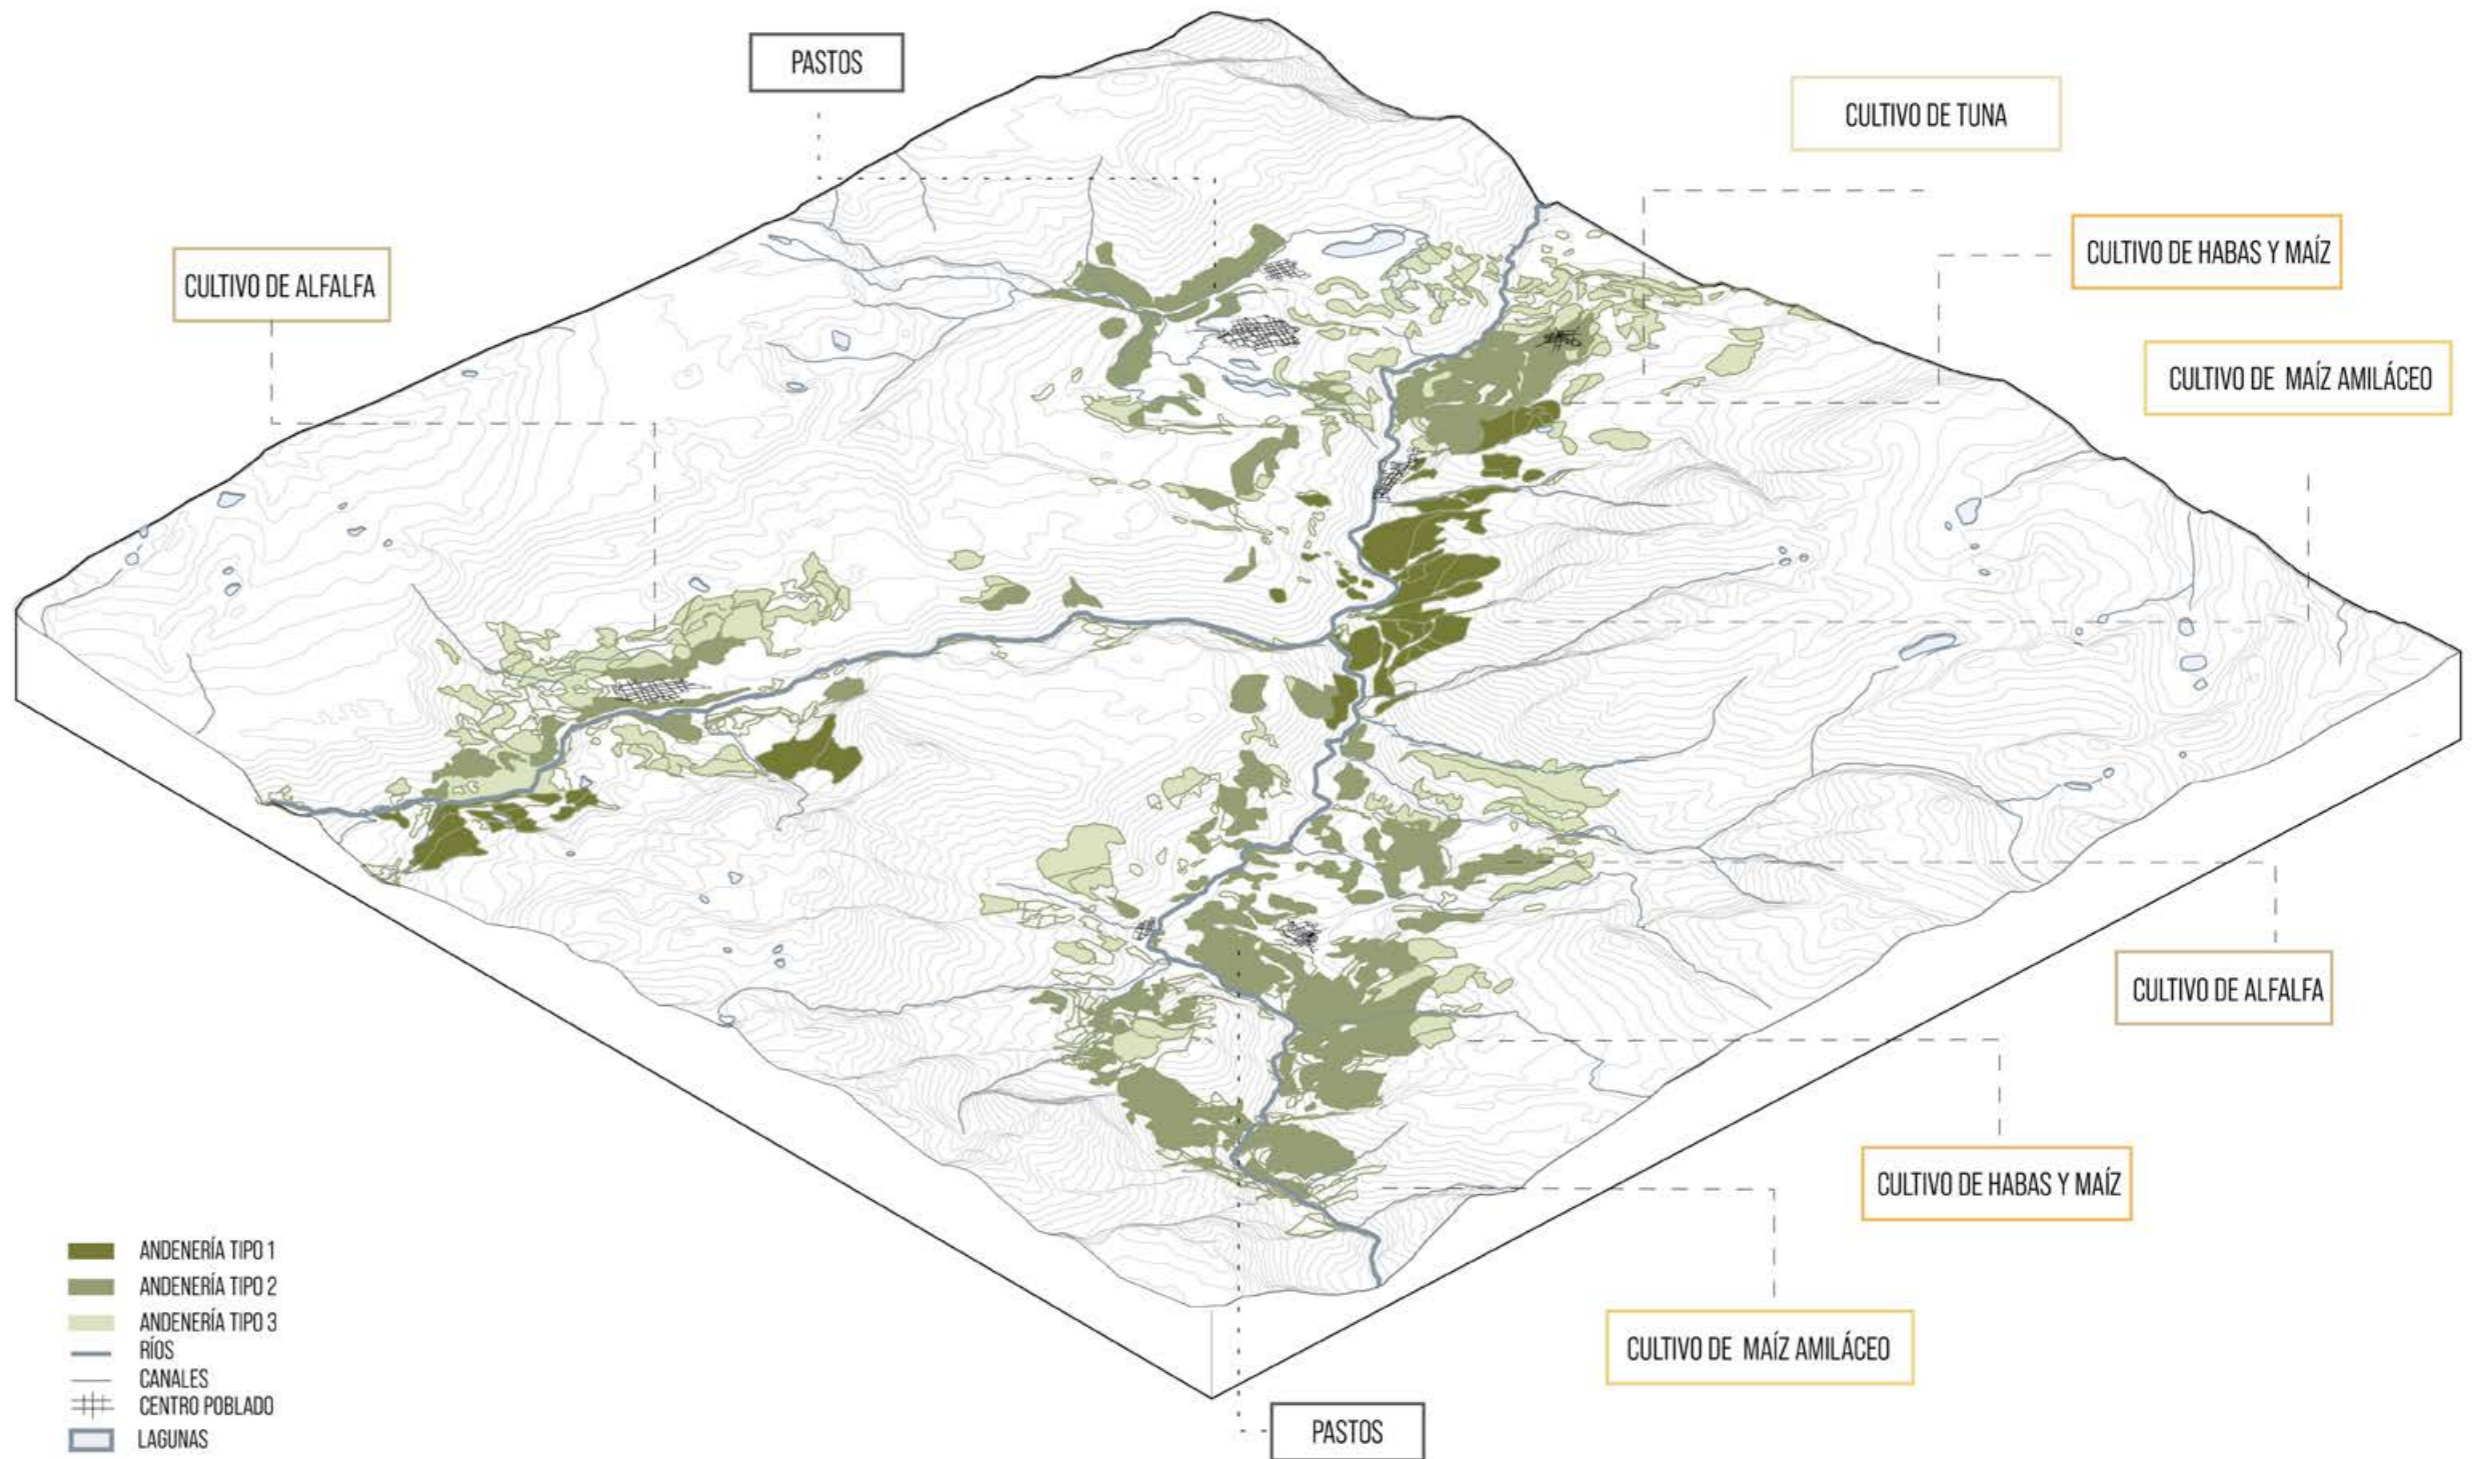 PASTOS
CULTIVO DE TUNA
CULTIVO DE HABAS Y MAÍZ
CULTIVO DE ALFALFA
CULTIVO DE MAÍZ AMILÁCEO
CULTIVO DE ALFALFA
CULTIVO DE HABAS Y MAÍZ
CULTIVO DE MAÍZ AMILÁCEO
PASTOS
ANDENERÍA TIPO 1
ANDENERÍA TIPO 2
ANDENERÍA TIPO 3
RÍOS
CANALES
CENTRO POBLADO
LAGUNAS